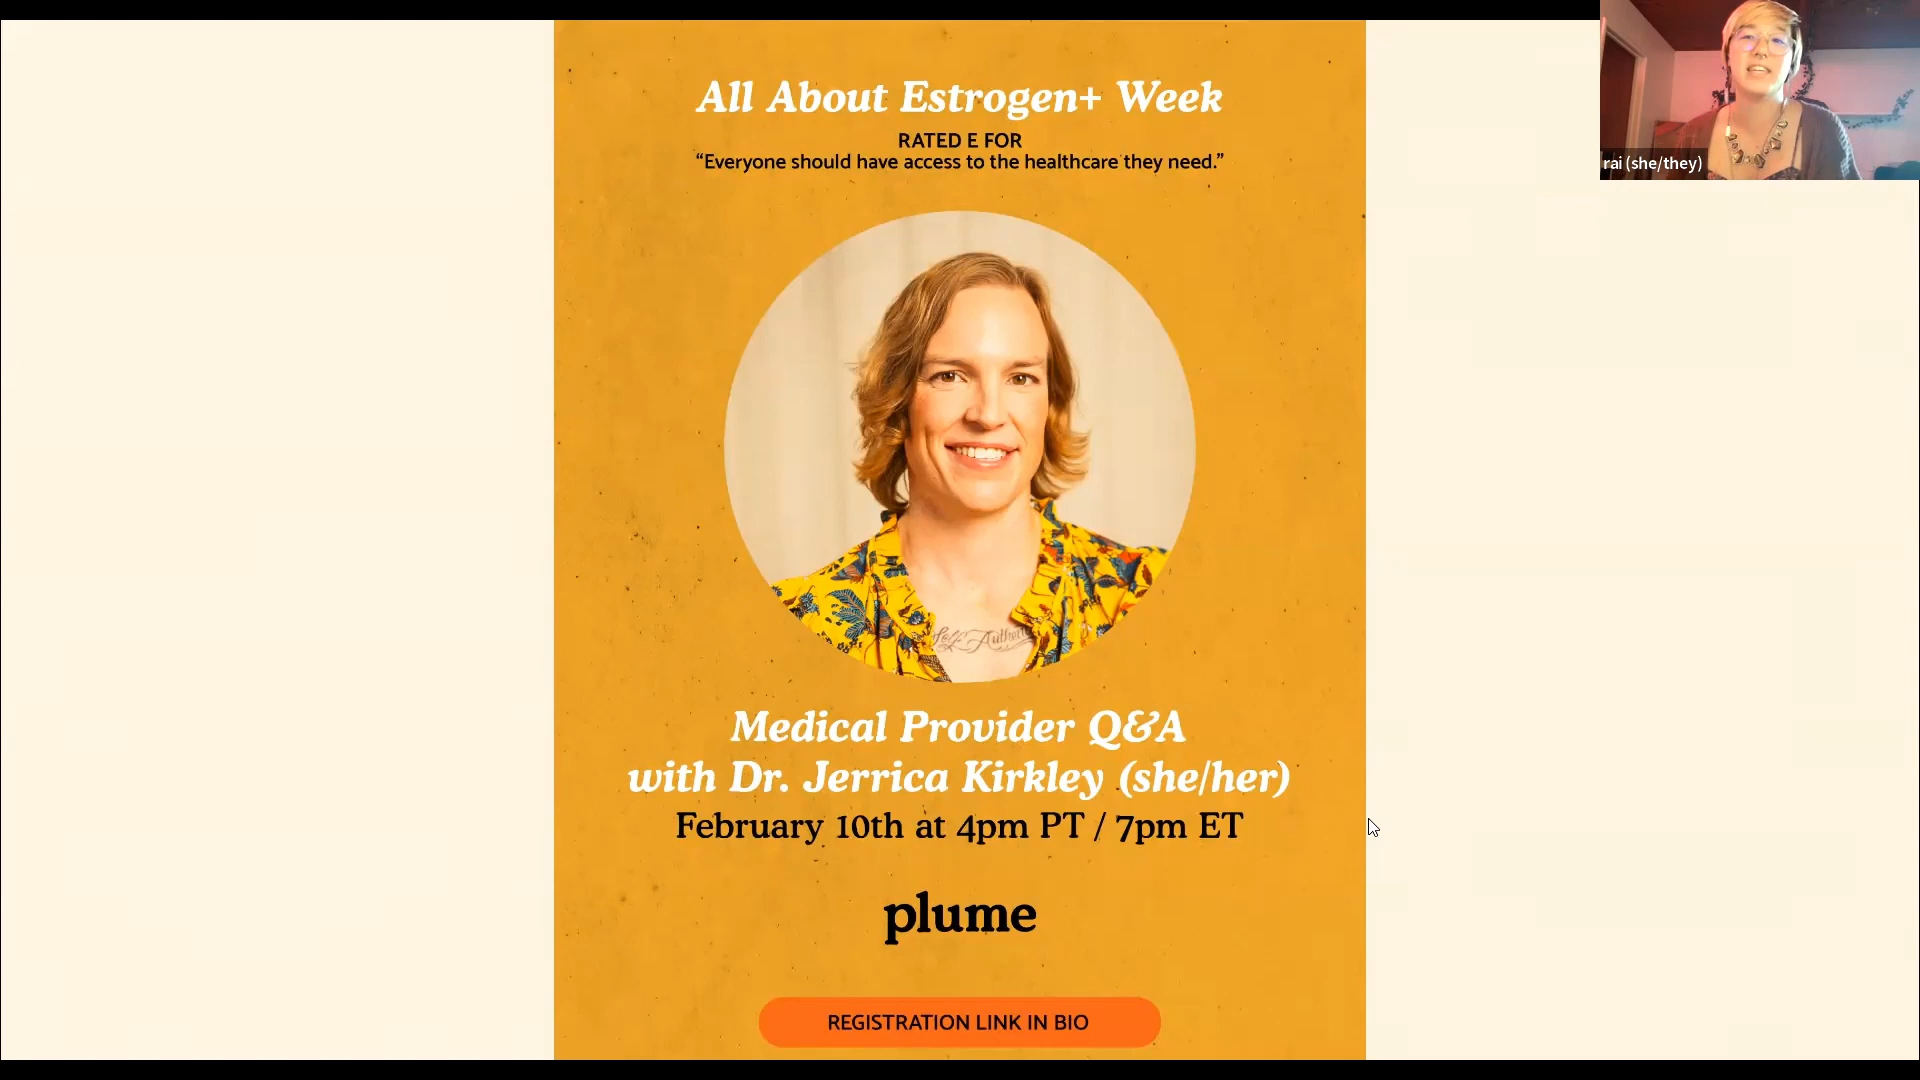 All About Estrogen+ Week
RATED E FOR
“Everyone should have access to the healthcare they need.”
Medical Provider Q&A
with Dr. Jerrica Kirkley (she/her)
February 10th at 4pm PT / 7pm ET
plume
REGISTRATION LINK IN BIO
rai (she/they)